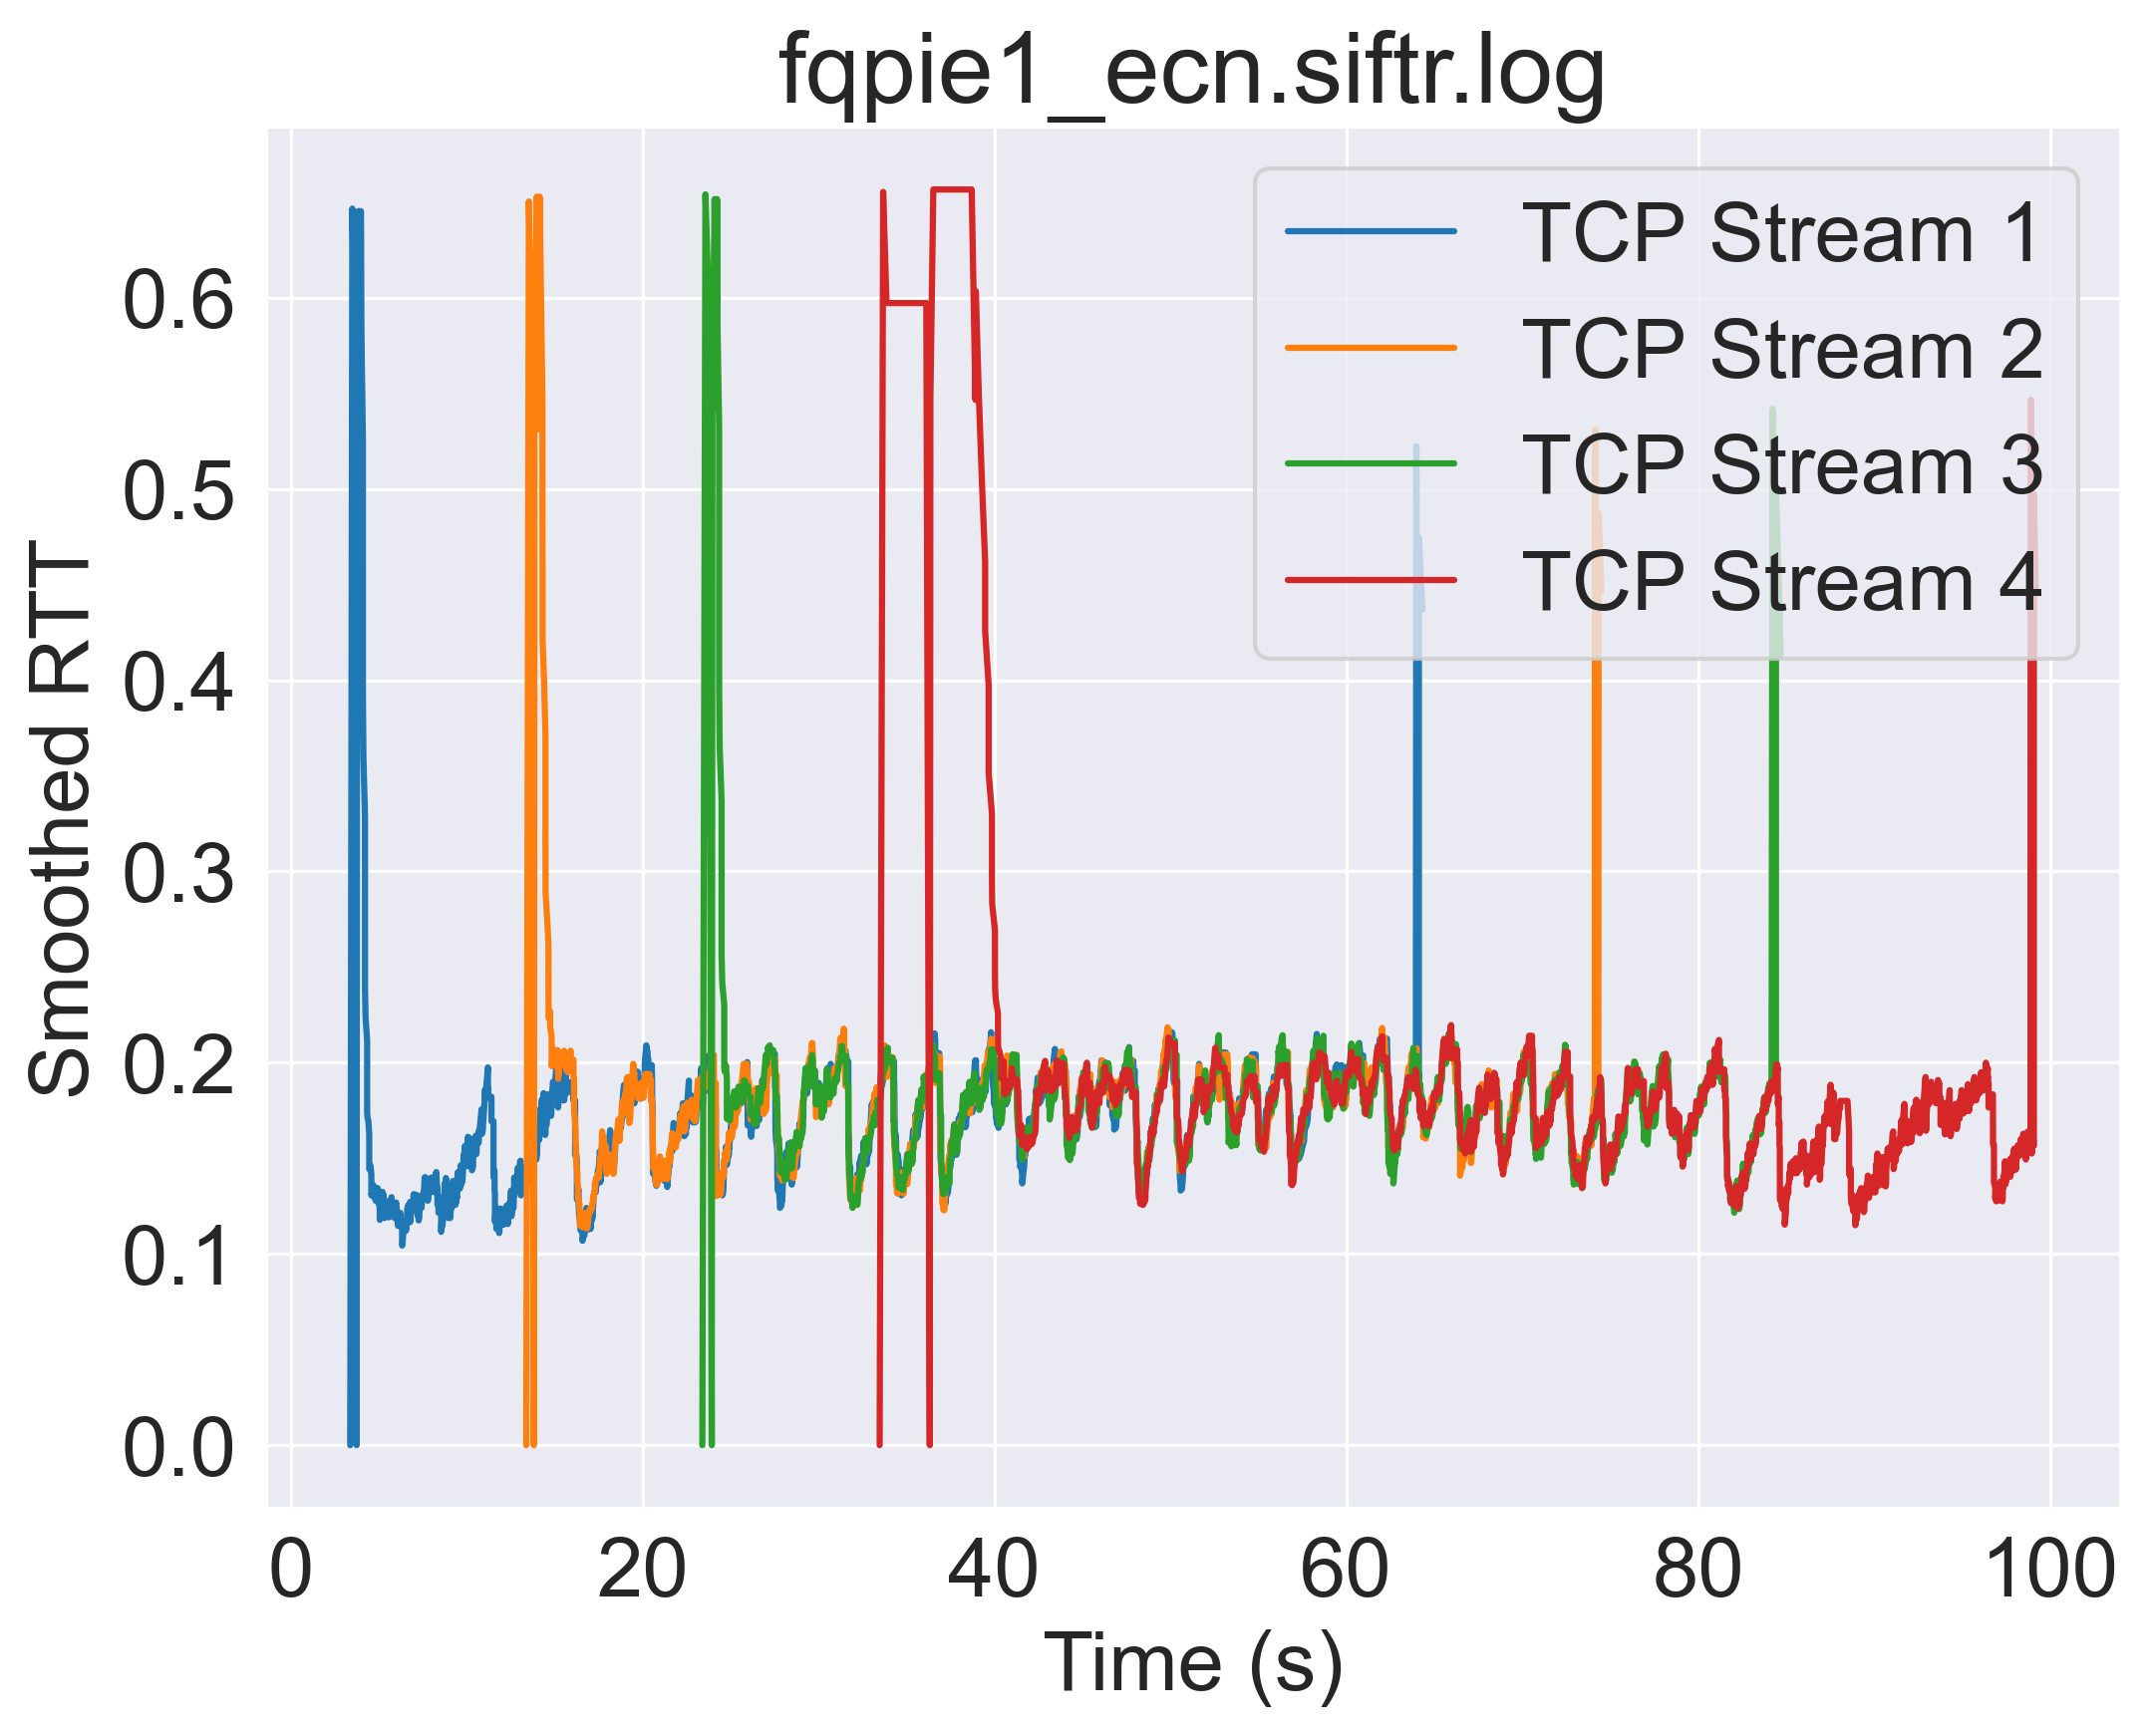 fqpie1_ecn.siftr.log
TCP Stream 1
TCP Stream 2
TCP Stream 3
TCP Stream 4
Smoothed RTT
0.6
0.5
0.4
0.3
0.2
0.1
0.0
0 20 40 60 80 100
Time (s)